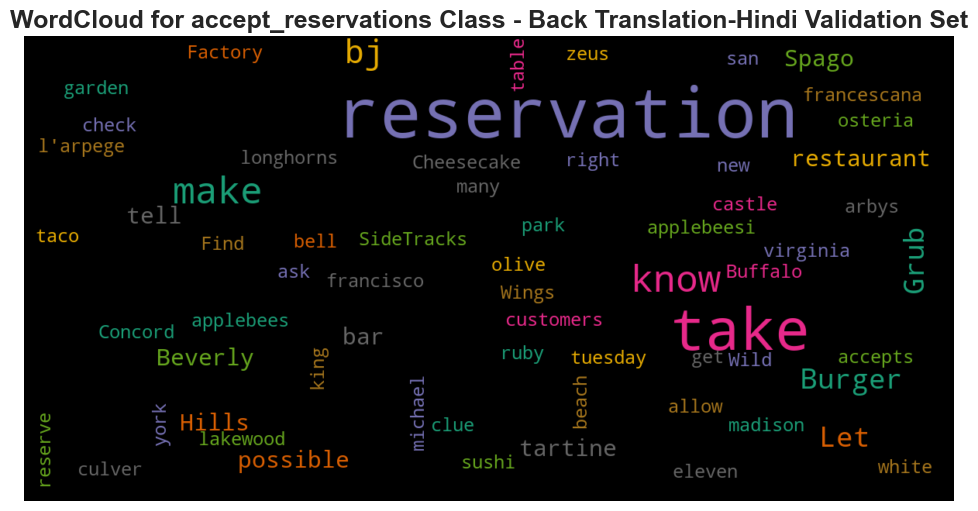 WordCloud for accept_reservations Class - Back Translation-Hindi Validation Set
Factory
bj
table
zeus
san
Spago
garden
reservation
francescana
check
osteria
l'arpege
longhorns
Cheesecake
right
new
restaurant
make
many
tell
castle
arbys
taco
Find
bell
SideTracks
park
applebeesi
virginia
Grub
ask
francisco
olive
know
Buffalo
Wings
Concord
applebees
bar
customers
take
Beverly
king
ruby
tuesday
get
Wild
accepts
Burger
york
Hills
michael
beach
allow
reserve
lakewood
clue
madison
Let
culver
possible
sushi
tartine
eleven
white